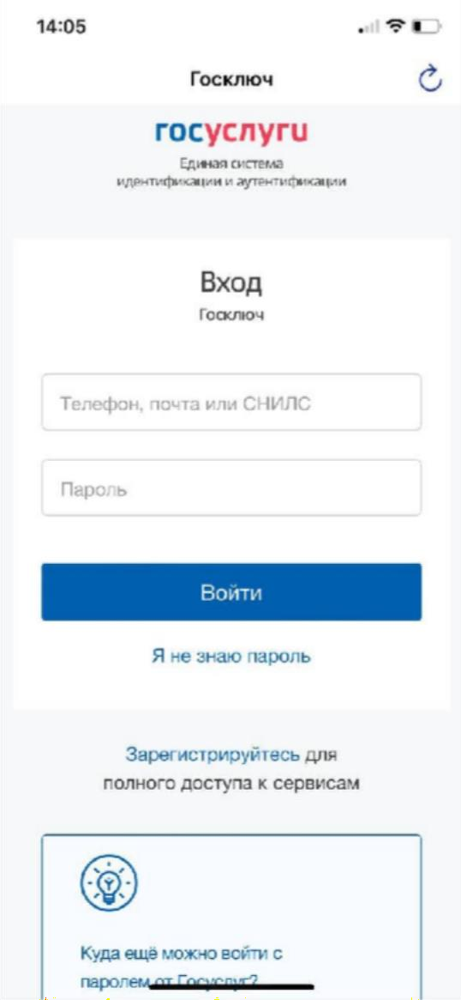 14:05
Госключ
госуслуги
Единая система
идентификации и аутентификации
Вход
Госключ
Телефон, почта или СНИЛС
Пароль
Войти
Я не знаю пароль
Зарегистрируйтесь для
полного доступа к сервисам
Куда ещё можно войти с
паролем от Госуслуг?